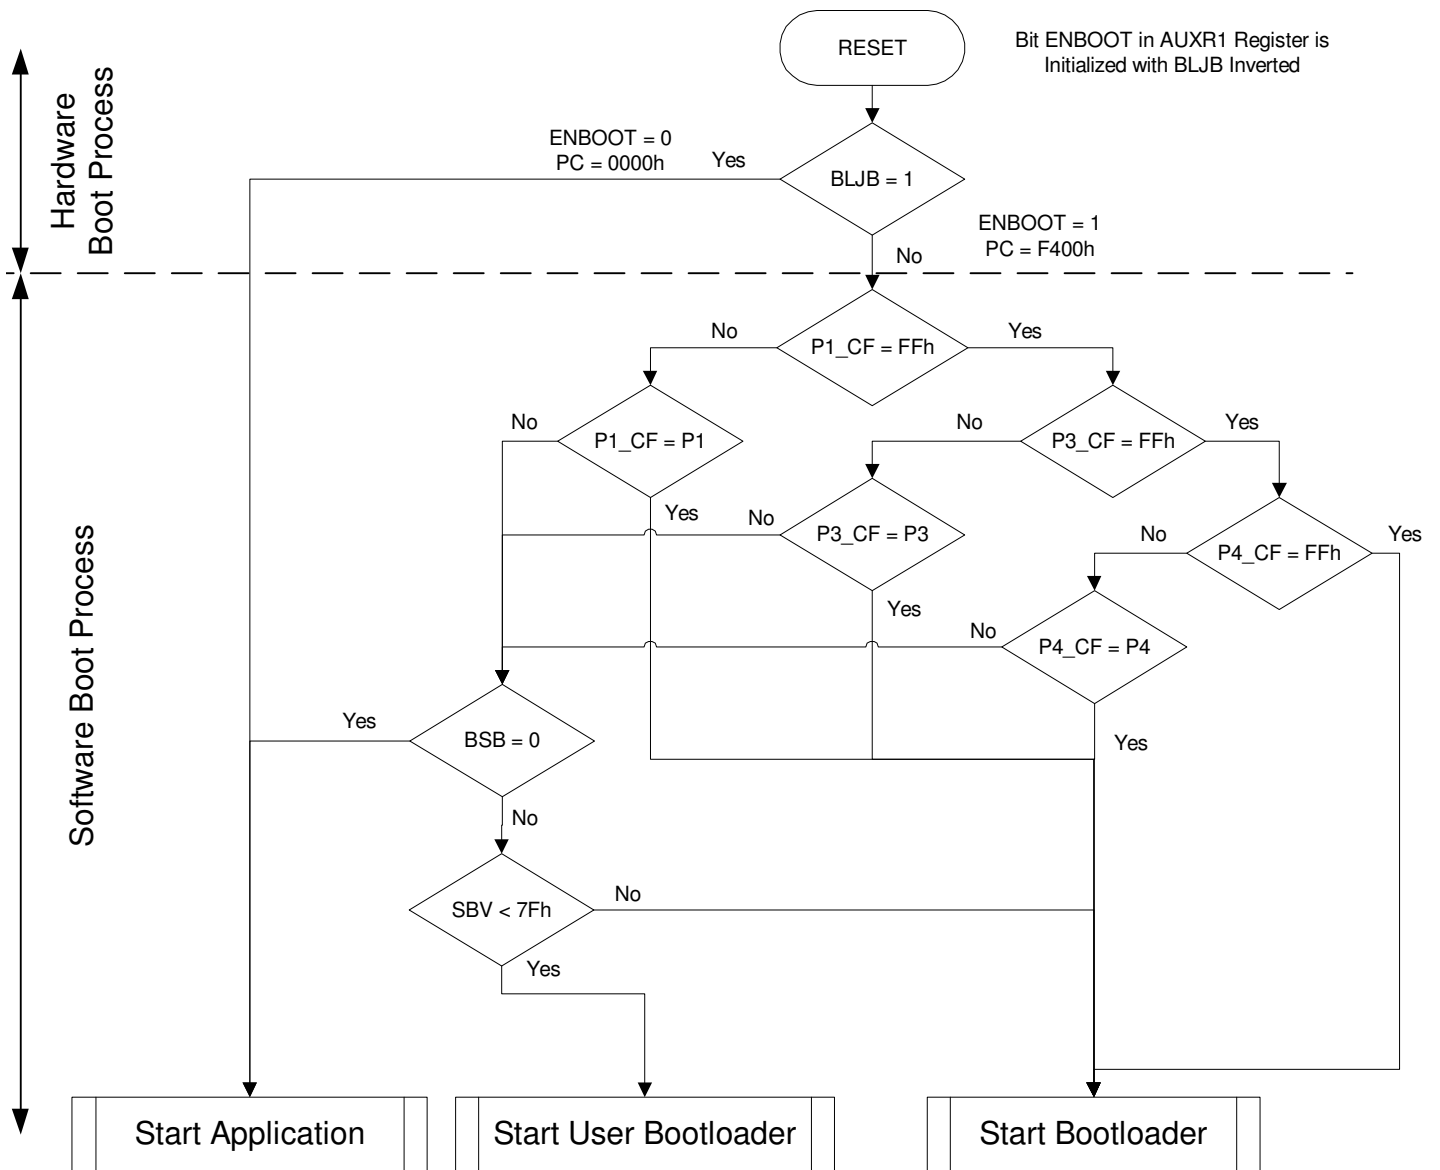 RESET
Bit ENBOOT in AUXR1 Register is
Initialized with BLJB Inverted
Hardware
Boot Process
ENBOOT = 0
PC = 0000h
Yes
BLJB = 1
ENBOOT = 1
PC = F400h
No
No
P1_CF = FFh
Yes
No
P1_CF = P1
Yes
No
P3_CF = FFh
Yes
No
P3_CF = P3
Yes
No
P4_CF = FFh
Yes
No
P4_CF = P4
Yes
Software Boot Process
Yes
BSB = 0
No
SBV < 7Fh
No
Yes
Start Application
Start User Bootloader
Start Bootloader